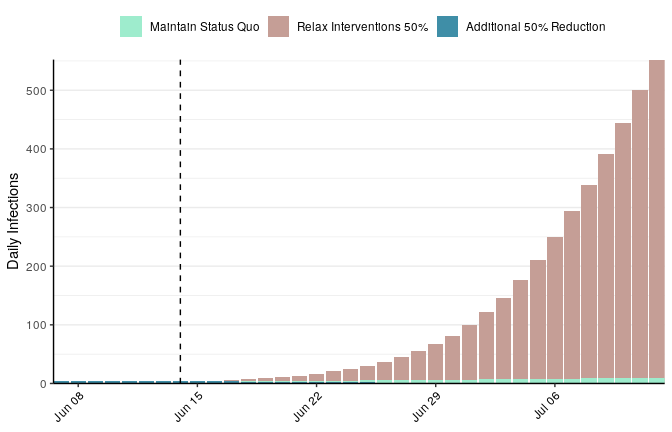 Maintain Status Quo Relax Interventions 50% Additional 50% Reduction
Daily Infections
500
400
300
200
100
0
Jun 08 Jun 15 Jun 22 Jun 29 Jul 06